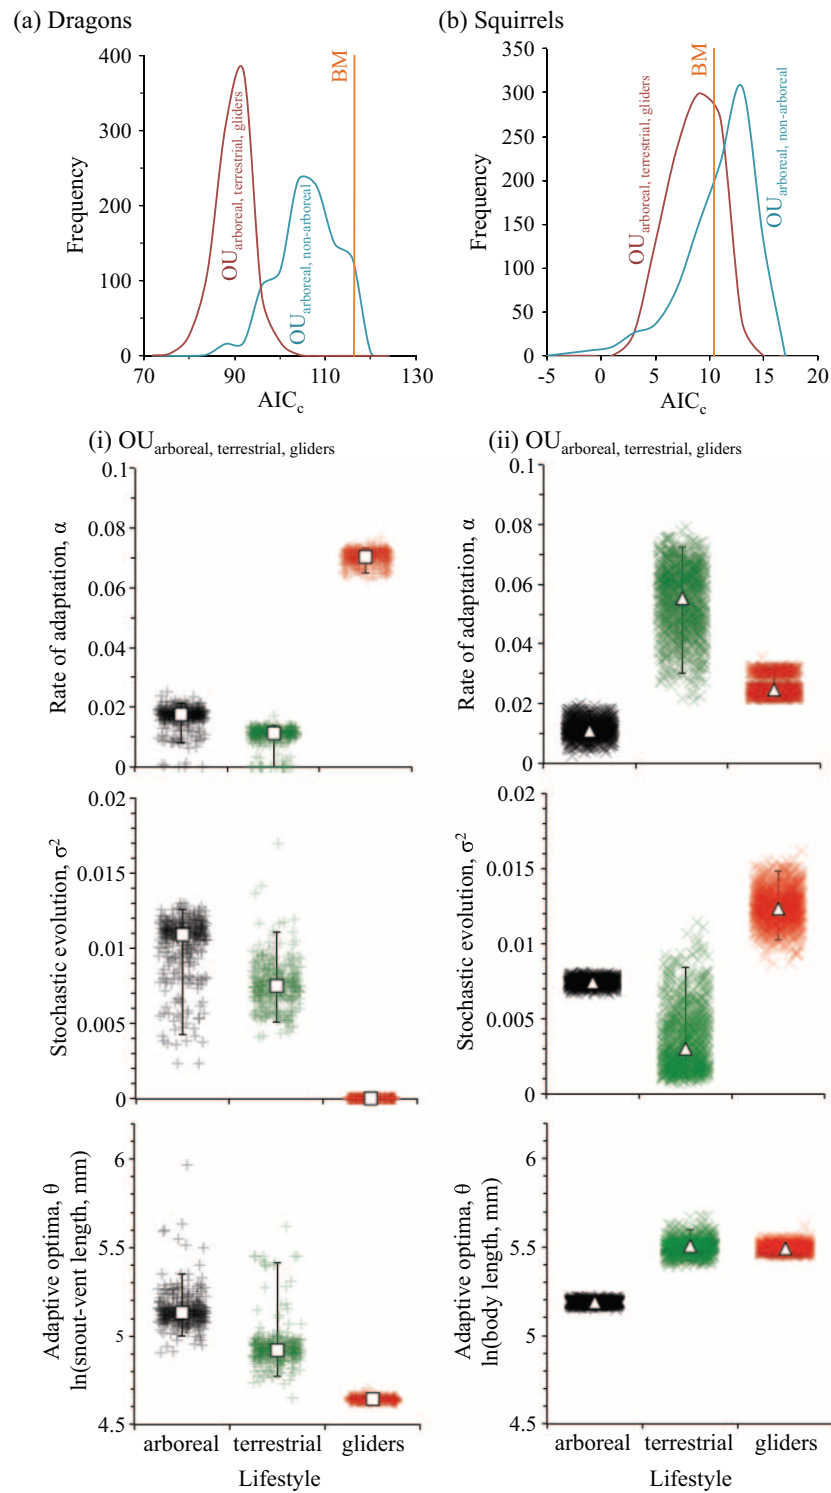 (a) Dragons
400
300
200
100
0
Frequency
70
90
110
130
AICc
OUarboreal, terrestrial, gliders
OUarboreal, non-arboreal
BM
(b) Squirrels
350
300
250
200
150
100
50
0
Frequency
-5
0
5
10
15
20
AICc
OUarboreal, terrestrial, gliders
BM
OUarboreal, non-arboreal
(i) OUarboreal, terrestrial, gliders
0.1
0.08
0.06
0.04
0.02
0
Rate of adaptation, α
0.02
0.015
0.01
0.005
0
Stochastic evolution, σ²
6
5.5
5
4.5
Adaptive optima, θ
ln(snout-vent length, mm)
arboreal terrestrial gliders
Lifestyle
(ii) OUarboreal, terrestrial, gliders
0.1
0.08
0.06
0.04
0.02
0
Rate of adaptation, α
0.02
0.015
0.01
0.005
0
Stochastic evolution, σ²
6
5.5
5
4.5
Adaptive optima, θ
ln(body length, mm)
arboreal terrestrial gliders
Lifestyle